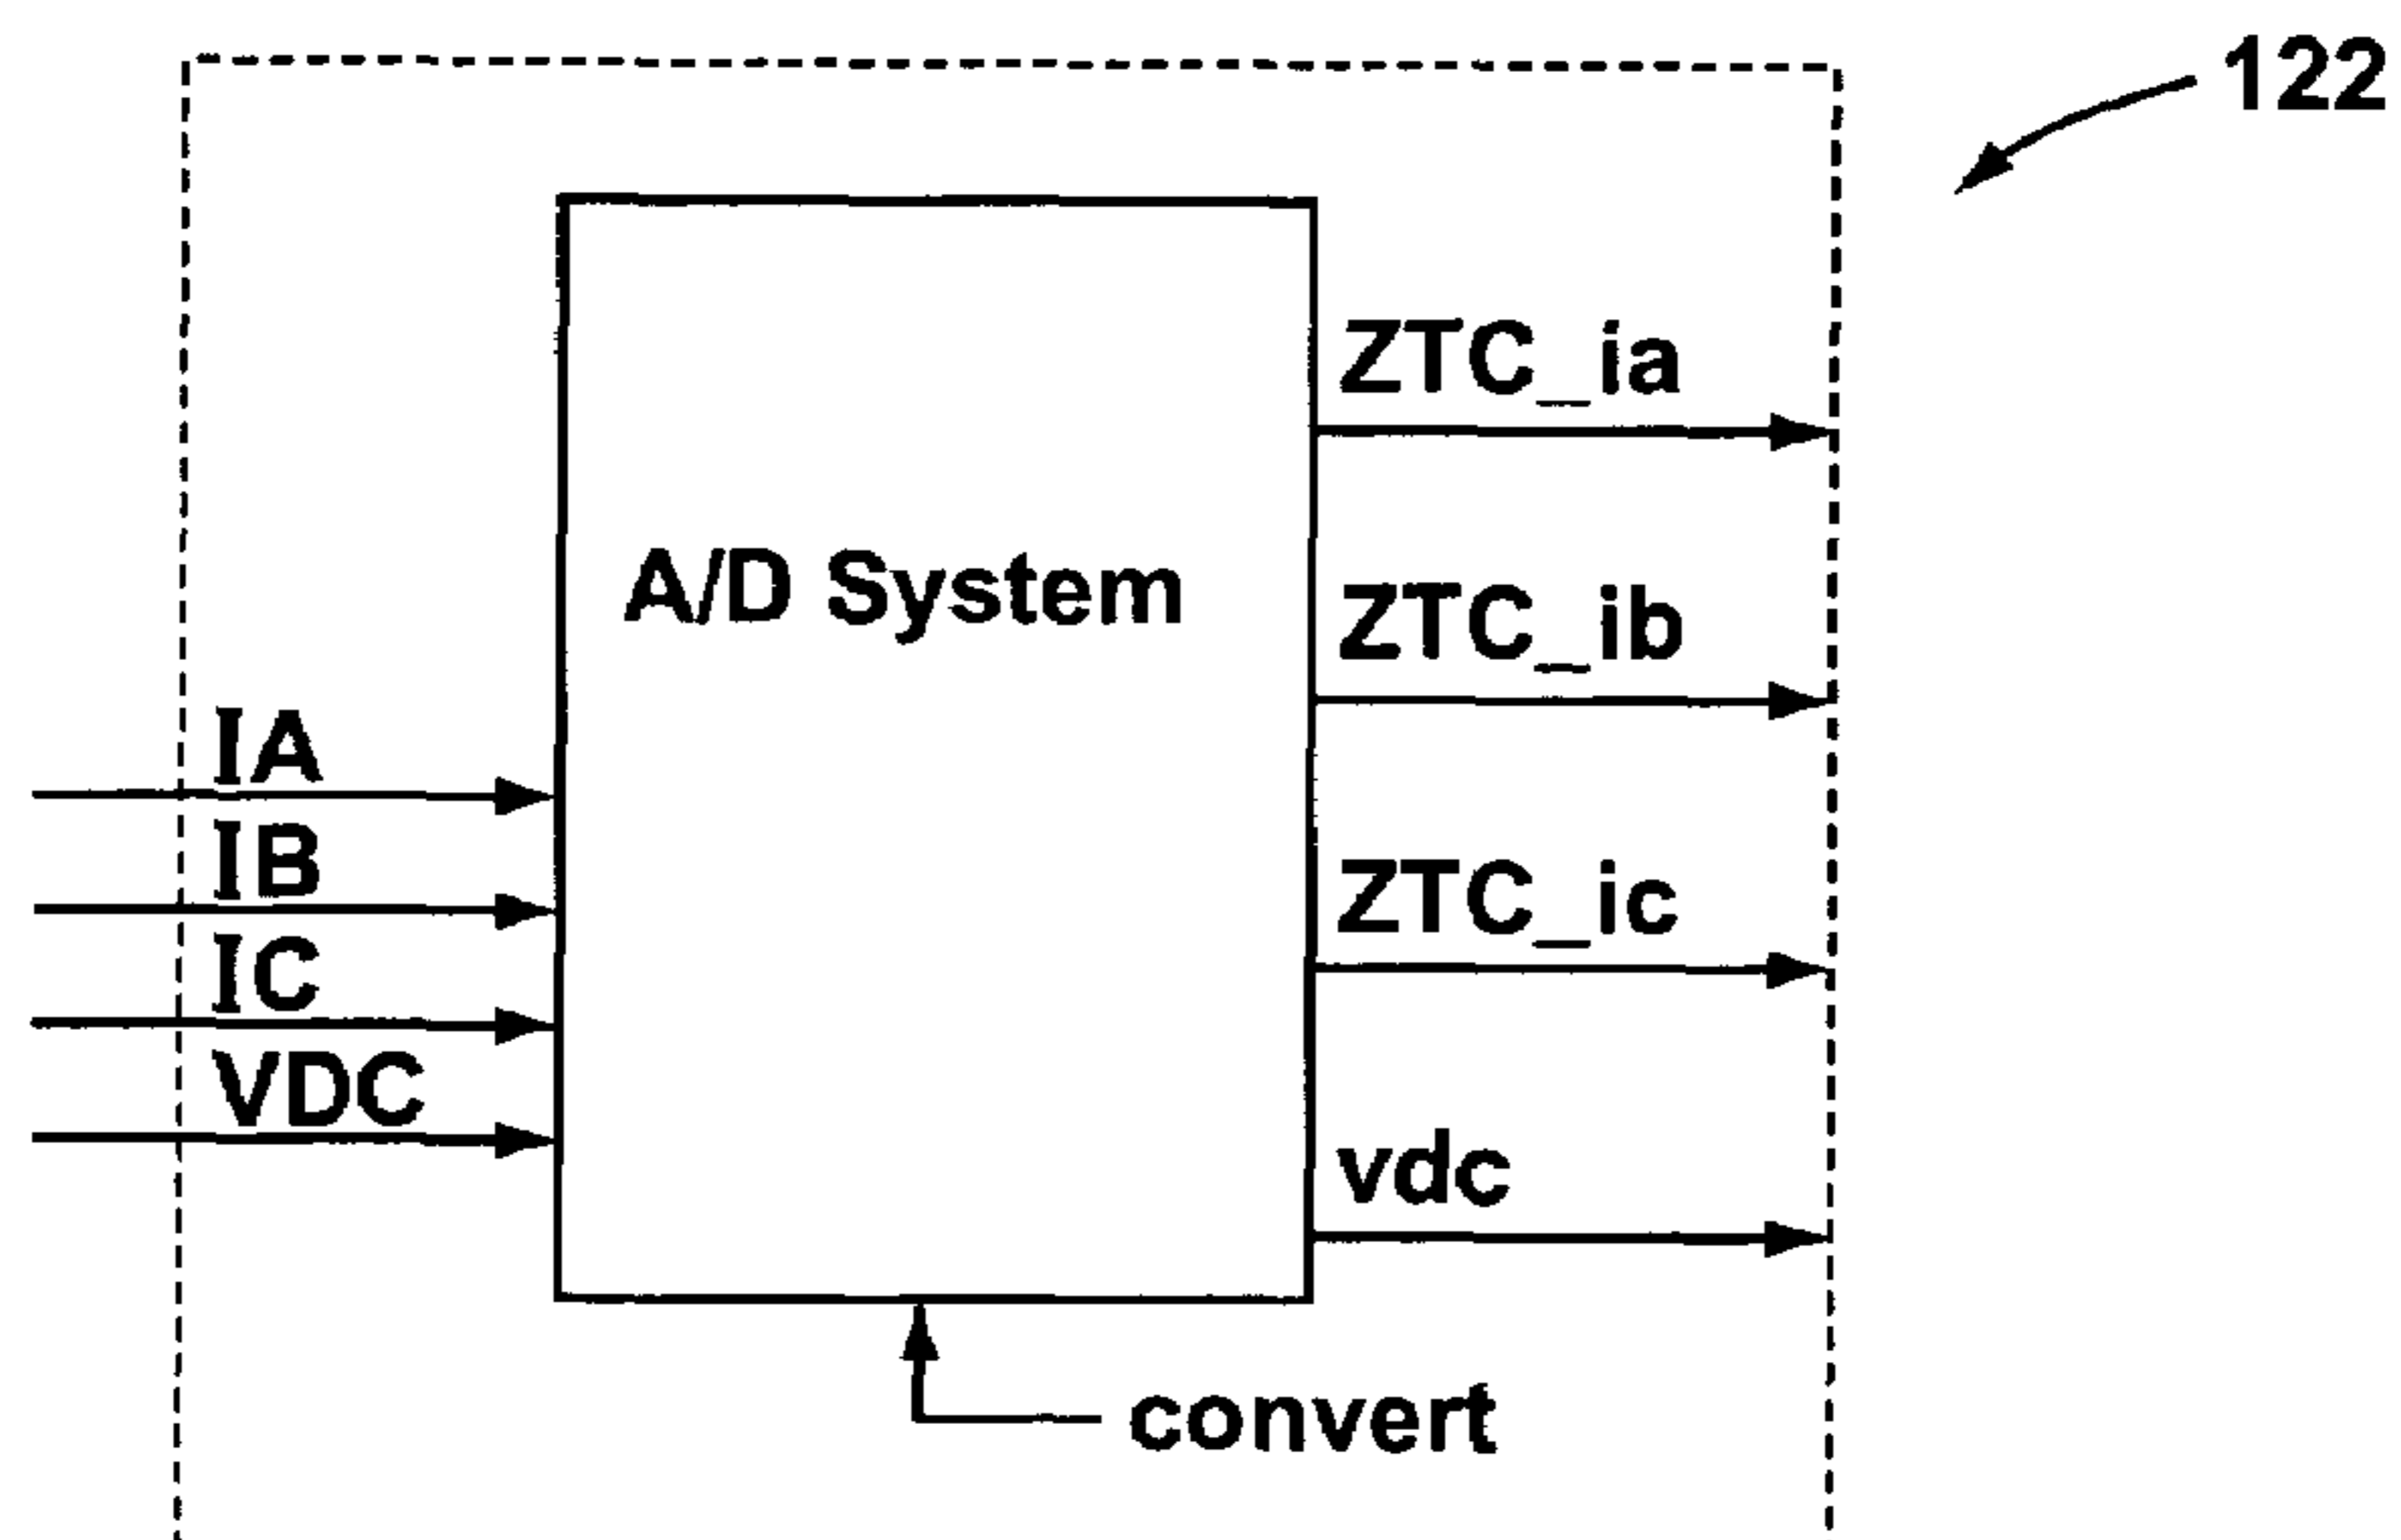 122
ZTC_ia
A/D System
ZTC_ib
IA
IB
ZTC_ic
IC
VDC
vdc
convert